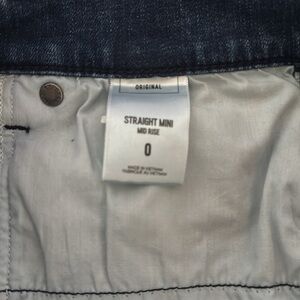 ORIGINAL
STRAIGHT MINI
MID RISE
0
MADE IN VIETNAM
FABRIQUÉ AU VIETNAM